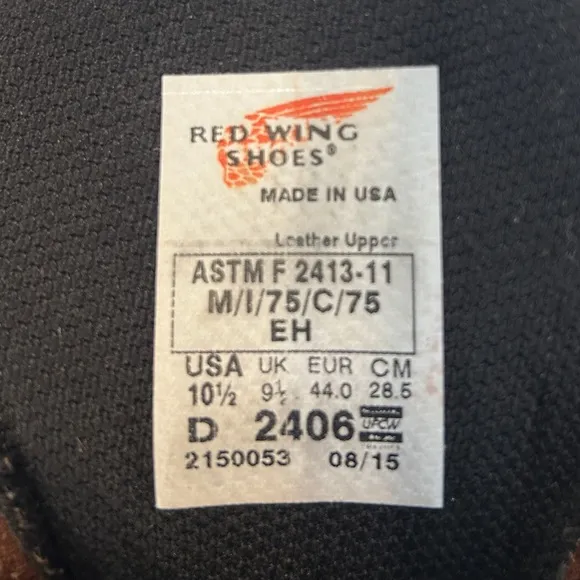 RED WING
SHOES®
MADE IN USA
Leather Upper
ASTM F 2413-11
M/I/75/C/75
EH
USA UK EUR CM
10½ 9½ 44.0 28.5
D 2406 UFCW
2150053 08/15